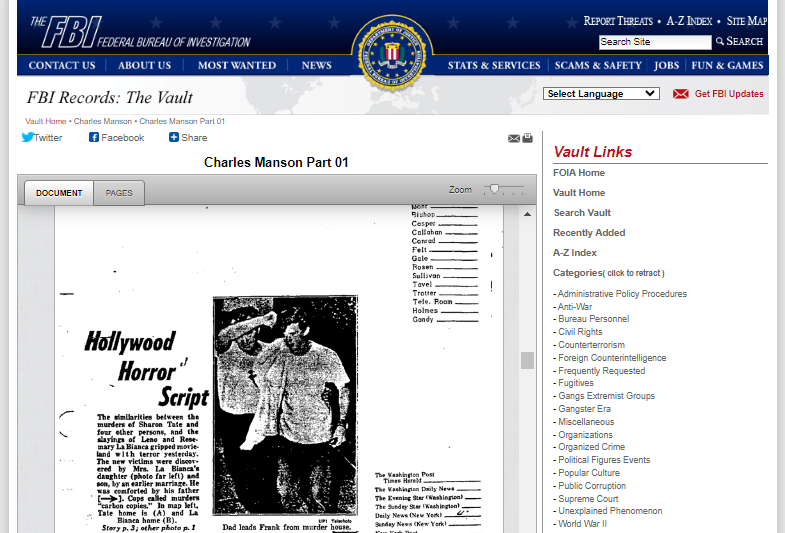 THE FBI FEDERAL BUREAU OF INVESTIGATION
REPORT THREATS • A-Z INDEX • SITE MAP
Search Site
SEARCH
CONTACT US
ABOUT US
MOST WANTED
NEWS
STATS & SERVICES
SCAMS & SAFETY
JOBS
FUN & GAMES
FBI Records: The Vault
Select Language
Get FBI Updates
Vault Home • Charles Manson • Charles Manson Part 01
Twitter
Facebook
Share
Charles Manson Part 01
DOCUMENT
PAGES
Zoom
Bishop
Casper
Callahan
Conrad
Felt
Gale
Rosen
Sullivan
Tavel
Trotter
Tele. Room
Holmes
Gandy
Hollywood
Horror
Script
The similarities between the
murders of Sharon Tate and
four other persons, and the
slayings of Leno and Rose-
mary La Bianca gripped movie-
land with terror yesterday.
The new victims were discov-
ered by Mrs. La Bianca's
daughter (photo far left) and
son, by an earlier marriage. He
was comforted by his father
[→]. Cops called murders
"carbon copies." In map left,
Tate home is (A) and La
Bianca home (B).
Story p. 3; other photo p. 1
UPI Telephoto
Dad leads Frank from murder house.
The Washington Post
Times Herald
The Washington Daily News
The Evening Star (Washington)
The Sunday Star (Washington)
Daily News (New York)
Sunday News (New York)
New York Post
Vault Links
FOIA Home
Vault Home
Search Vault
Recently Added
A-Z Index
Categories( click to retract )
- Administrative Policy Procedures
- Anti-War
- Bureau Personnel
- Civil Rights
- Counterterrorism
- Foreign Counterintelligence
- Frequently Requested
- Fugitives
- Gangs Extremist Groups
- Gangster Era
- Miscellaneous
- Organizations
- Organized Crime
- Political Figures Events
- Popular Culture
- Public Corruption
- Supreme Court
- Unexplained Phenomenon
- World War II